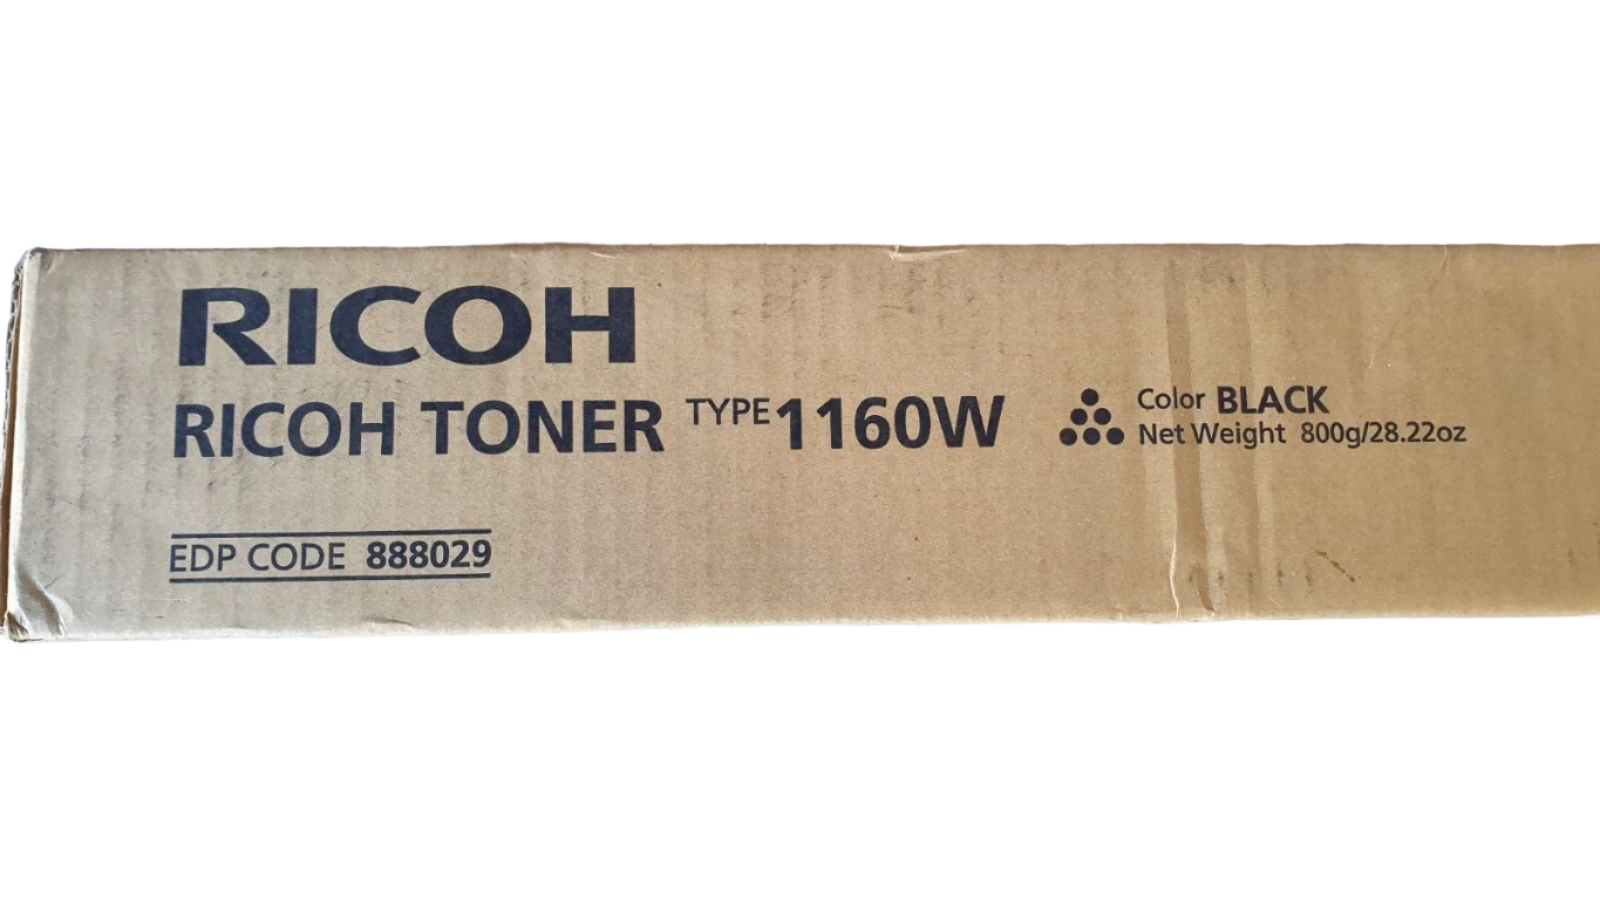 RICOH
RICOH TONER TYPE 1160W
Color BLACK
Net Weight 800g/28.22oz
EDP CODE 888029